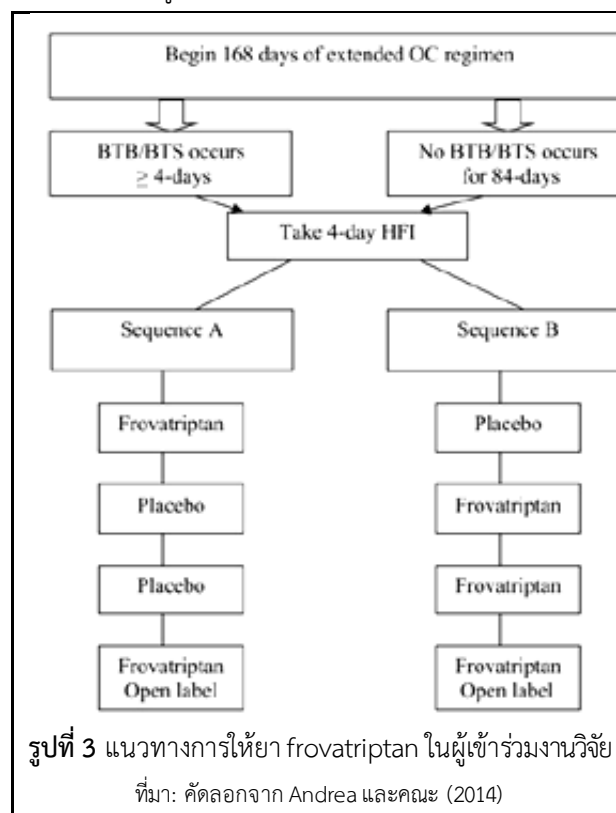 Begin 168 days of extended OC regimen
BTB/BTS occurs
≥ 4-days
No BTB/BTS occurs
for 84-days
Take 4-day HFI
Sequence A
Sequence B
Frovatriptan
Placebo
Placebo
Frovatriptan
Placebo
Frovatriptan
Frovatriptan
Open label
Frovatriptan
Open label
รูปที่ 3 แนวทางการให้ยา frovatriptan ในผู้เข้าร่วมงานวิจัย
ที่มา: คัดลอกจาก Andrea และคณะ (2014)